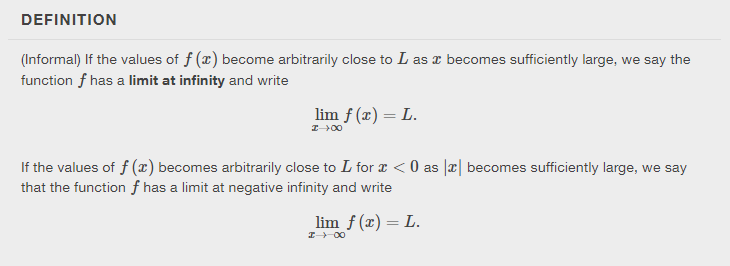 DEFINITION
(Informal) If the values of f (x) become arbitrarily close to L as x becomes sufficiently large, we say the
function f has a limit at infinity and write
lim f (x) = L.
x→∞
If the values of f (x) becomes arbitrarily close to L for x < 0 as |x| becomes sufficiently large, we say
that the function f has a limit at negative infinity and write
lim f (x) = L.
x→−∞